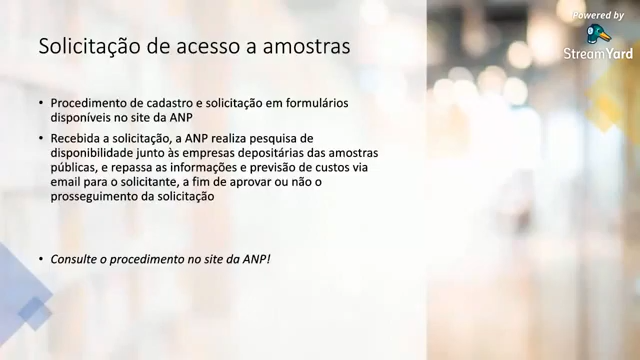 Powered by
StreamYard
Solicitação de acesso a amostras
• Procedimento de cadastro e solicitação em formulários
disponíveis no site da ANP
• Recebida a solicitação, a ANP realiza pesquisa de
disponibilidade junto às empresas depositárias das amostras
públicas, e repassa as informações e previsão de custos via
email para o solicitante, a fim de aprovar ou não o
prosseguimento da solicitação
• Consulte o procedimento no site da ANP!